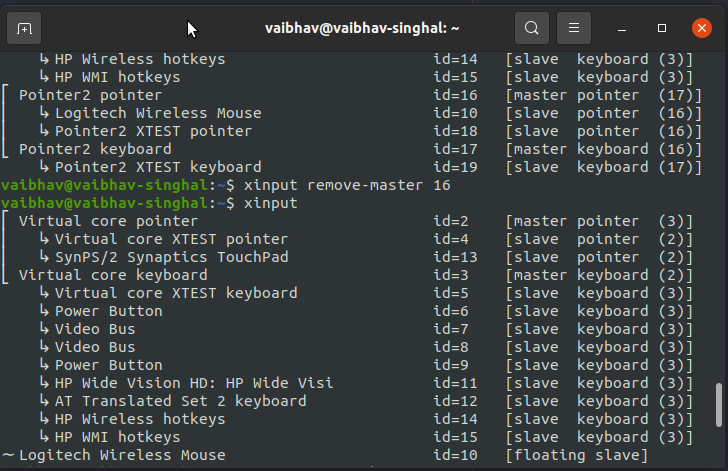 vaibhav@vaibhav-singhal: ~
↳ HP Wireless hotkeys id=14 [slave keyboard (3)]
↳ HP WMI hotkeys id=15 [slave keyboard (3)]
⎡ Pointer2 pointer id=16 [master pointer (17)]
⎜ ↳ Logitech Wireless Mouse id=10 [slave pointer (16)]
⎜ ↳ Pointer2 XTEST pointer id=18 [slave pointer (16)]
⎣ Pointer2 keyboard id=17 [master keyboard (16)]
↳ Pointer2 XTEST keyboard id=19 [slave keyboard (17)]
vaibhav@vaibhav-singhal:~$ xinput remove-master 16
vaibhav@vaibhav-singhal:~$ xinput
⎡ Virtual core pointer id=2 [master pointer (3)]
⎜ ↳ Virtual core XTEST pointer id=4 [slave pointer (2)]
⎜ ↳ SynPS/2 Synaptics TouchPad id=13 [slave pointer (2)]
⎣ Virtual core keyboard id=3 [master keyboard (2)]
↳ Virtual core XTEST keyboard id=5 [slave keyboard (3)]
↳ Power Button id=6 [slave keyboard (3)]
↳ Video Bus id=7 [slave keyboard (3)]
↳ Video Bus id=8 [slave keyboard (3)]
↳ Power Button id=9 [slave keyboard (3)]
↳ HP Wide Vision HD: HP Wide Visi id=11 [slave keyboard (3)]
↳ AT Translated Set 2 keyboard id=12 [slave keyboard (3)]
↳ HP Wireless hotkeys id=14 [slave keyboard (3)]
↳ HP WMI hotkeys id=15 [slave keyboard (3)]
~ Logitech Wireless Mouse id=10 [floating slave]